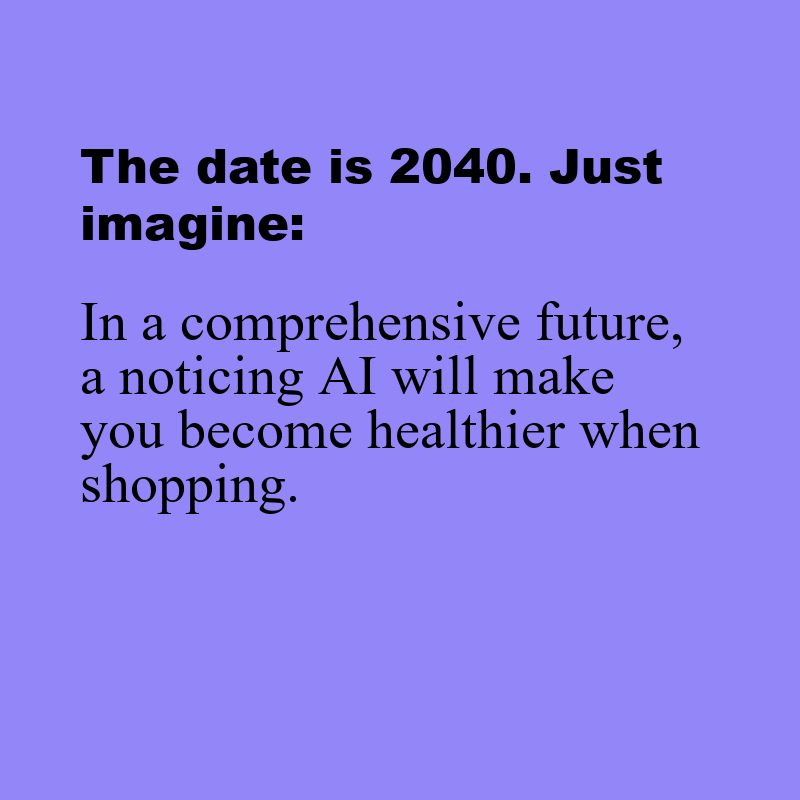 The date is 2040. Just
imagine:
In a comprehensive future,
a noticing AI will make
you become healthier when
shopping.